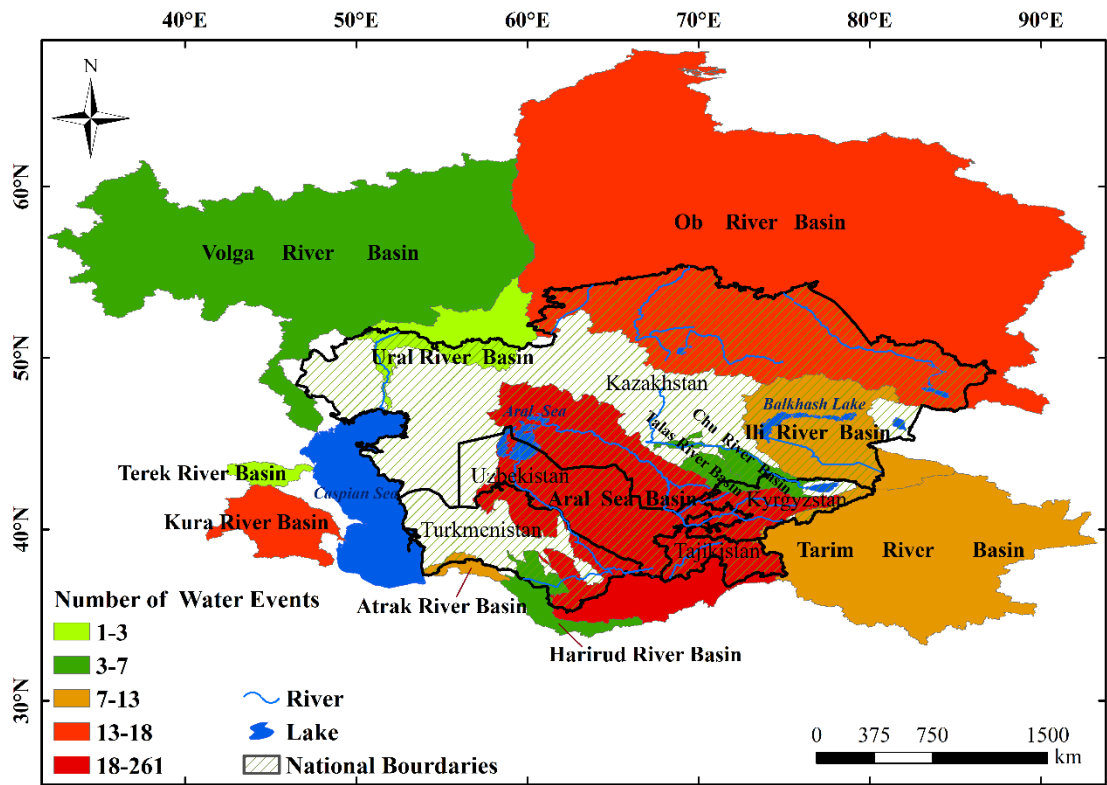 40°E 50°E 60°E 70°E 80°E 90°E
N
60°N
50°N
40°N
30°N
Ob River Basin
Volga River Basin
Ural River Basin
Kazakhstan
Balkhash Lake
Aral Sea
Ili River Basin
Chu River Basin
Talas River Basin
Terek River Basin
Uzbekistan
Caspian Sea
Aral Sea Basin
Kyrgyzstan
Kura River Basin
Turkmenistan
Tajikistan
Tarim River Basin
Atrak River Basin
Harirud River Basin
Number of Water Events
1-3
3-7
7-13
13-18
18-261
River
Lake
National Bourdaries
0 375 750 1500
km